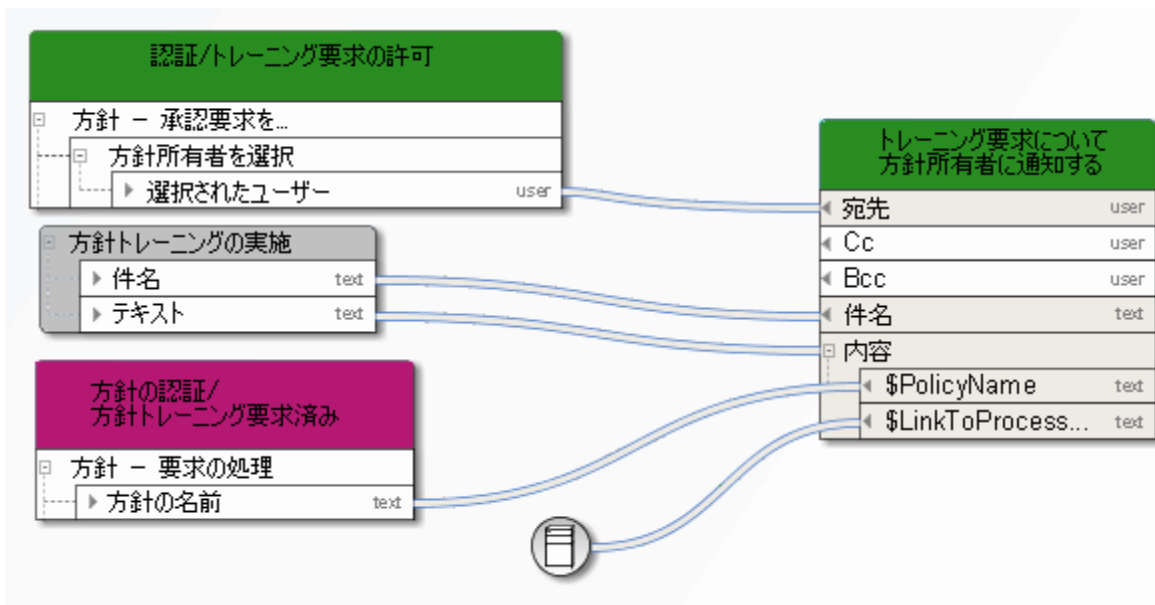 認証/トレーニング要求の許可
方針 － 承認要求を...
方針所有者を選択
選択されたユーザー user
方針トレーニングの実施
件名 text
テキスト text
方針の認証/
方針トレーニング要求済み
方針 － 要求の処理
方針の名前 text
トレーニング要求について
方針所有者に通知する
宛先 user
Cc user
Bcc user
件名 text
内容
$PolicyName text
$LinkToProcess... text